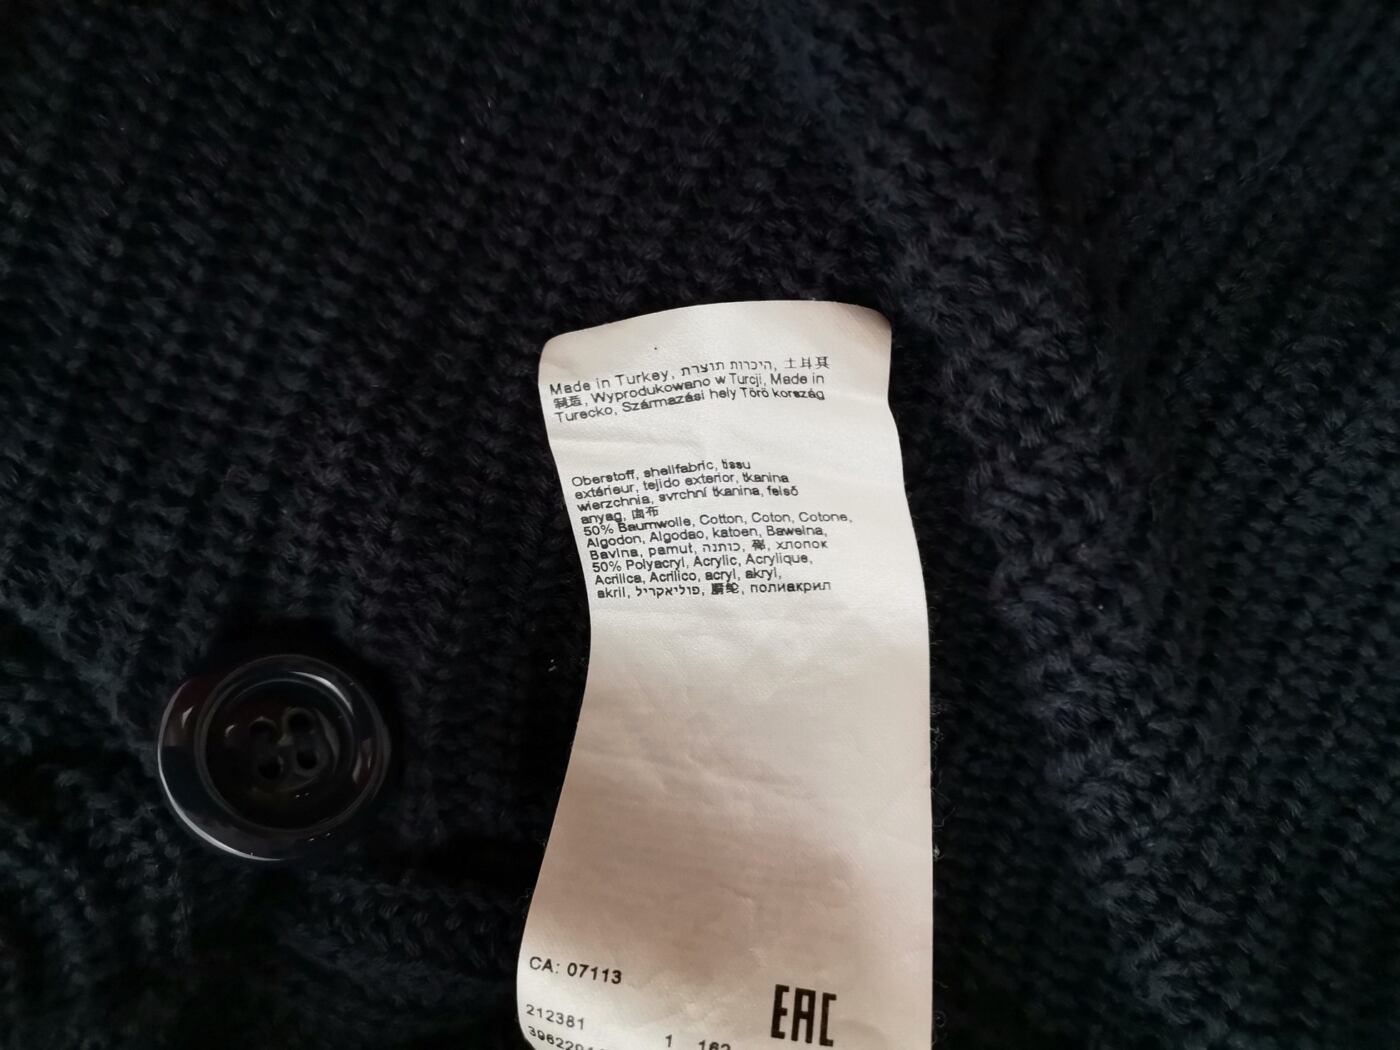 Made in Turkey, היכרות תוצרת, 土耳其
制造, Wyprodukowano w Turcji, Made in
Turecko, Származási hely Törö kország
Oberstoff, shellfabric, tissu
extérieur, tejido exterior, tkanina
wierzchnia, svrchní tkanina, felső
anyag, 面布
50% Baumwolle, Cotton, Coton, Cotone,
Algodon, Algodao, katoen, Bawelna,
Bavlna, pamut, כותנה, 棉, хлопок
50% Polyacryl, Acrylic, Acrylique,
Acrilica, Acrilico, acryl, akryl,
akril, פוליאקריל, 腈纶, полиакрил
CA: 07113
EAC
212381
1 162